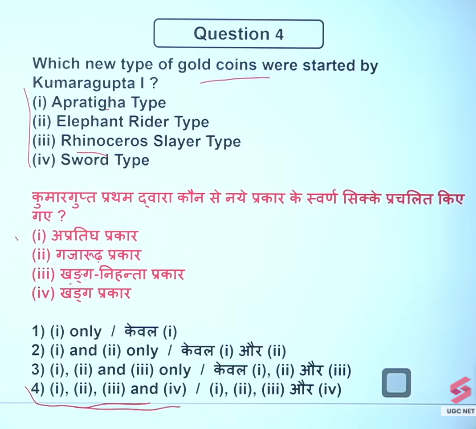 Question 4
Which new type of gold coins were started by
Kumaragupta I ?
(i) Apratigha Type
(ii) Elephant Rider Type
(iii) Rhinoceros Slayer Type
(iv) Sword Type
कुमारगुप्त प्रथम द्वारा कौन से नये प्रकार के स्वर्ण सिक्के प्रचलित किए
गए ?
(i) अप्रतिघ प्रकार
(ii) गजारूढ़ प्रकार
(iii) खड्ग-निहन्ता प्रकार
(iv) खड्ग प्रकार
1) (i) only / केवल (i)
2) (i) and (ii) only / केवल (i) और (ii)
3) (i), (ii) and (iii) only / केवल (i), (ii) और (iii)
4) (i), (ii), (iii) and (iv) / (i), (ii), (iii) और (iv)
UGC NET